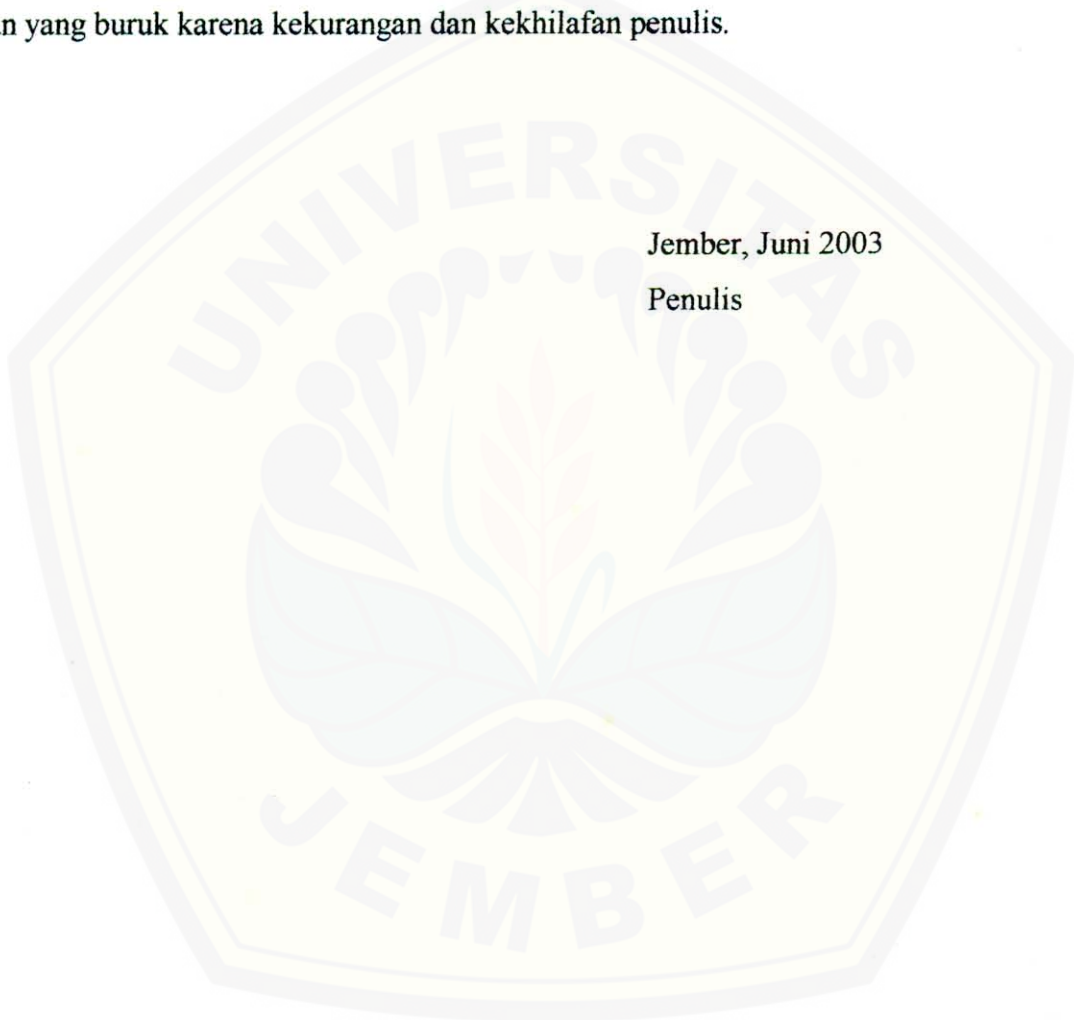 n yang buruk karena kekurangan dan kekhilafan penulis.
UNIVERSITAS
Jember, Juni 2003
Penulis
JEMBER